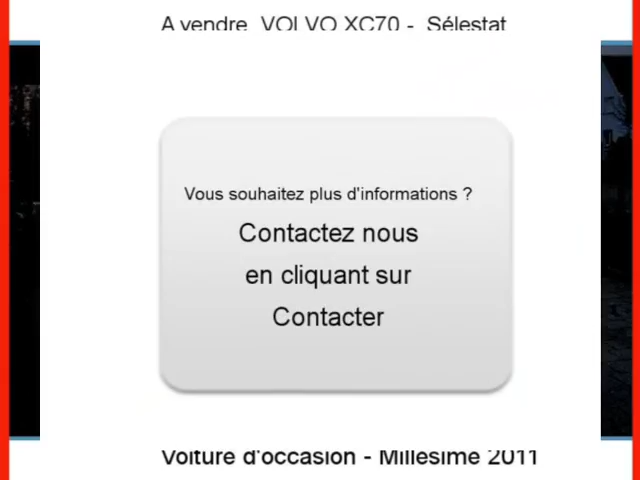 A vendre VOLVO XC70 - Sélestat
Vous souhaitez plus d'informations ?
Contactez nous
en cliquant sur
Contacter
Voiture d'occasion - Millesime 2011